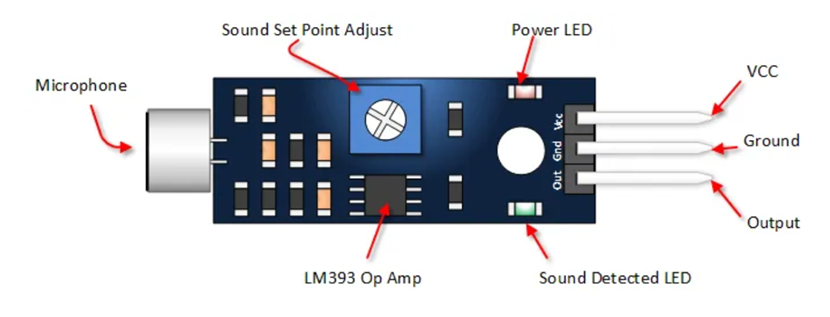 Sound Set Point Adjust
Power LED
Microphone
VCC
Vcc
Ground
Gnd
Out
Output
LM393 Op Amp
Sound Detected LED